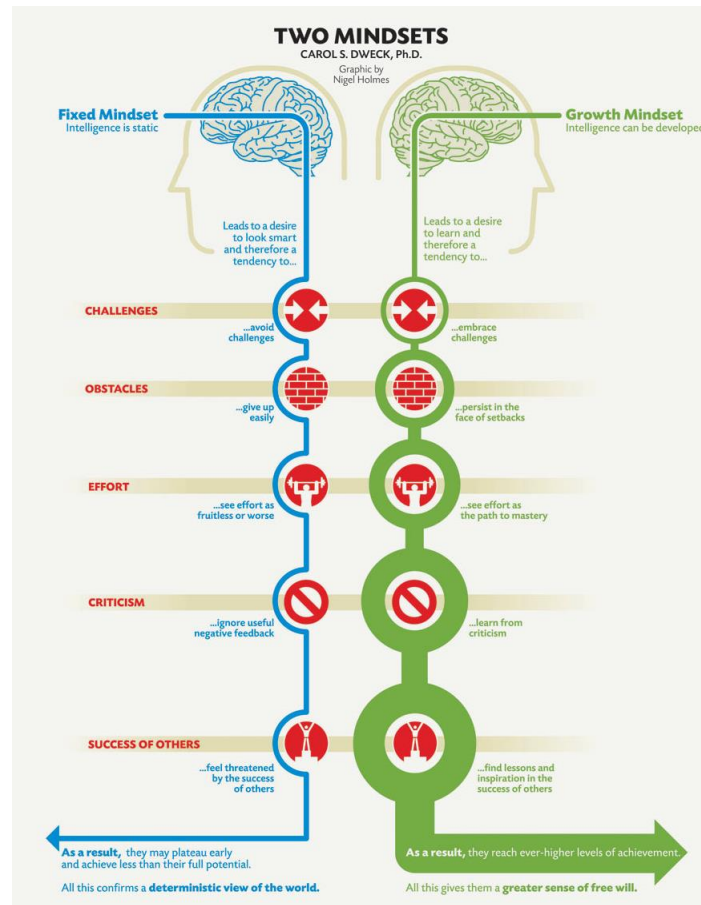 TWO MINDSETS
CAROL S. DWECK, Ph.D.
Graphic by
Nigel Holmes
Fixed Mindset
Intelligence is static
Growth Mindset
Intelligence can be developed
Leads to a desire
to look smart
and therefore a
tendency to...
Leads to a desire
to learn and
therefore a
tendency to...
CHALLENGES
...avoid
challenges
...embrace
challenges
OBSTACLES
...give up
easily
...persist in the
face of setbacks
EFFORT
...see effort as
fruitless or worse
...see effort as
the path to mastery
CRITICISM
...ignore useful
negative feedback
...learn from
criticism
SUCCESS OF OTHERS
...feel threatened
by the success
of others
...find lessons and
inspiration in the
success of others
As a result, they may plateau early
and achieve less than their full potential.
All this confirms a deterministic view of the world.
As a result, they reach ever-higher levels of achievement.
All this gives them a greater sense of free will.